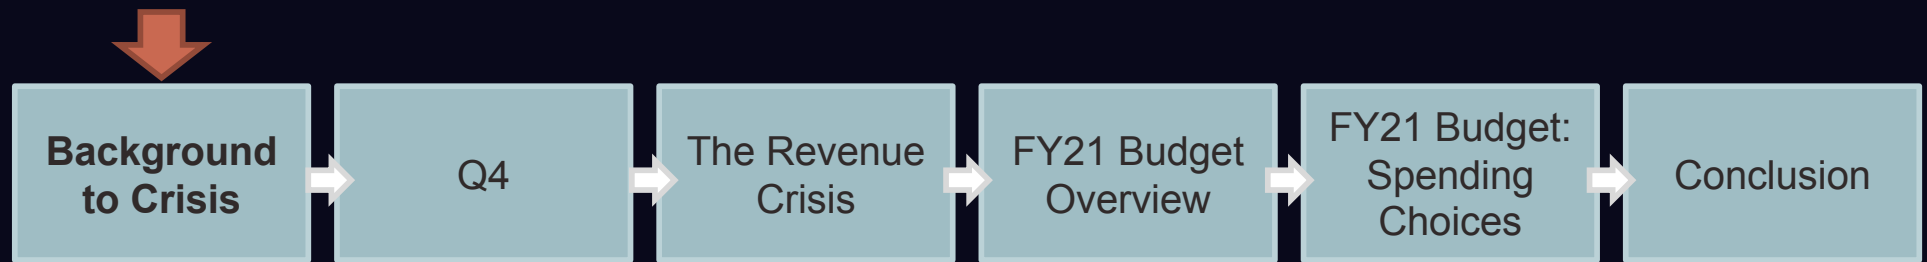 Background
to Crisis
Q4
The Revenue
Crisis
FY21 Budget
Overview
FY21 Budget:
Spending
Choices
Conclusion